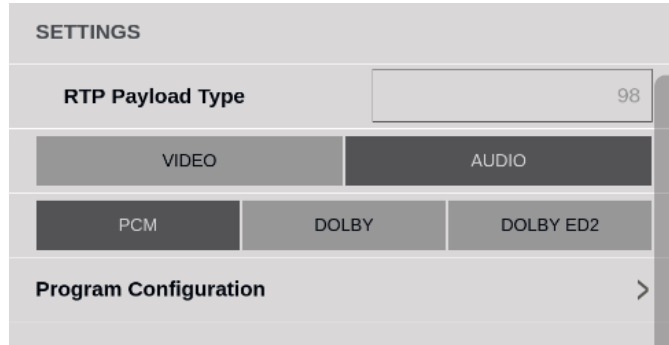 SETTINGS
RTP Payload Type 98
VIDEO AUDIO
PCM DOLBY DOLBY ED2
Program Configuration >